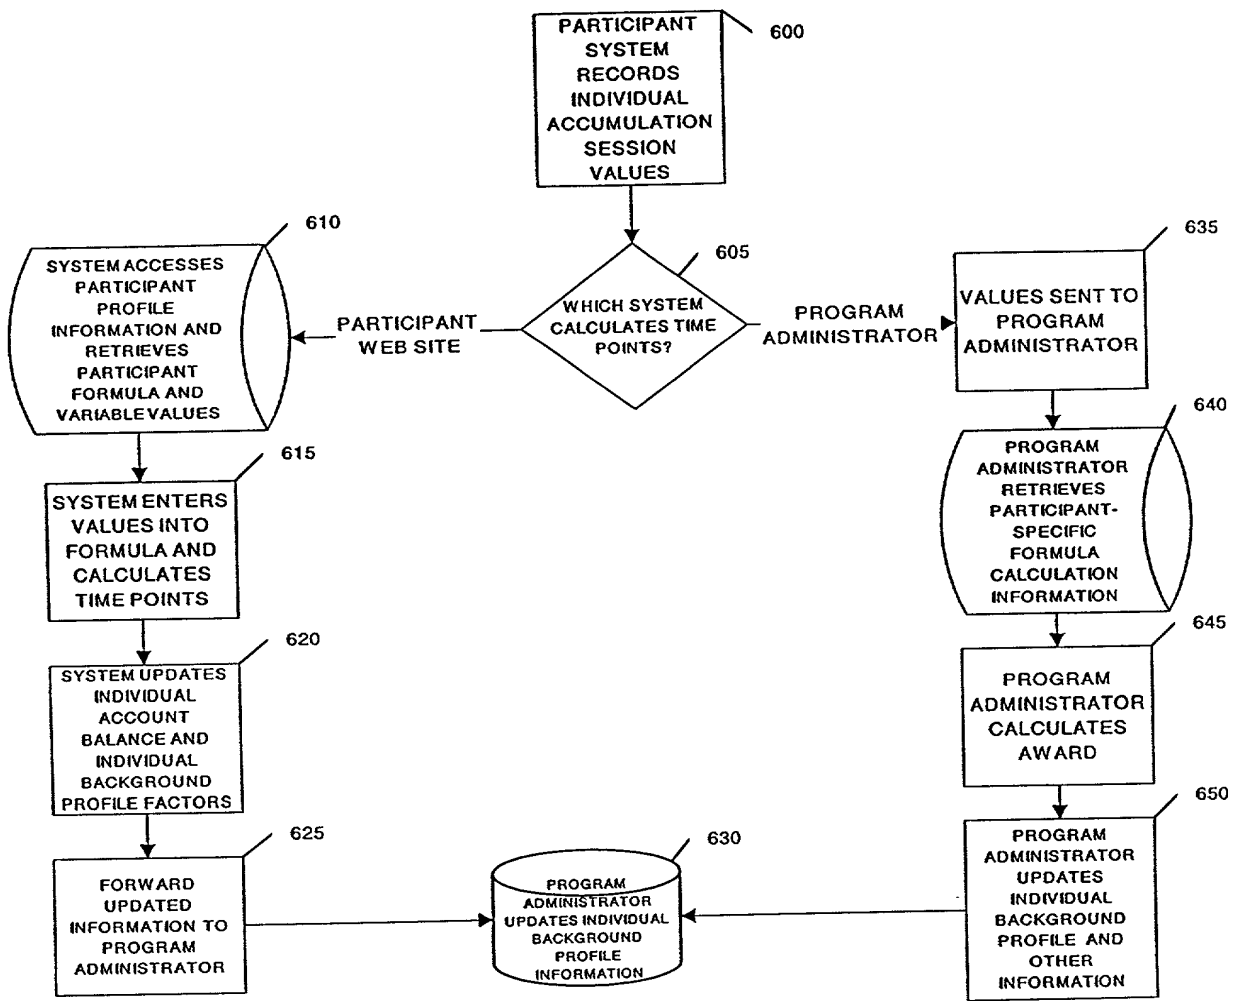 PARTICIPANT
SYSTEM
RECORDS
INDIVIDUAL
ACCUMULATION
SESSION
VALUES
600
WHICH SYSTEM
CALCULATES TIME
POINTS?
605
PARTICIPANT
WEB SITE
PROGRAM
ADMINISTRATOR
SYSTEM ACCESSES
PARTICIPANT
PROFILE
INFORMATION AND
RETRIEVES
PARTICIPANT
FORMULA AND
VARIABLE VALUES
610
SYSTEM ENTERS
VALUES INTO
FORMULA AND
CALCULATES
TIME POINTS
615
SYSTEM UPDATES
INDIVIDUAL
ACCOUNT
BALANCE AND
INDIVIDUAL
BACKGROUND
PROFILE FACTORS
620
FORWARD
UPDATED
INFORMATION TO
PROGRAM
ADMINISTRATOR
625
PROGRAM
ADMINISTRATOR
UPDATES INDIVIDUAL
BACKGROUND
PROFILE
INFORMATION
630
VALUES SENT TO
PROGRAM
ADMINISTRATOR
635
PROGRAM
ADMINISTRATOR
RETRIEVES
PARTICIPANT-
SPECIFIC
FORMULA
CALCULATION
INFORMATION
640
PROGRAM
ADMINISTRATOR
CALCULATES
AWARD
645
PROGRAM
ADMINISTRATOR
UPDATES
INDIVIDUAL
BACKGROUND
PROFILE AND
OTHER
INFORMATION
650